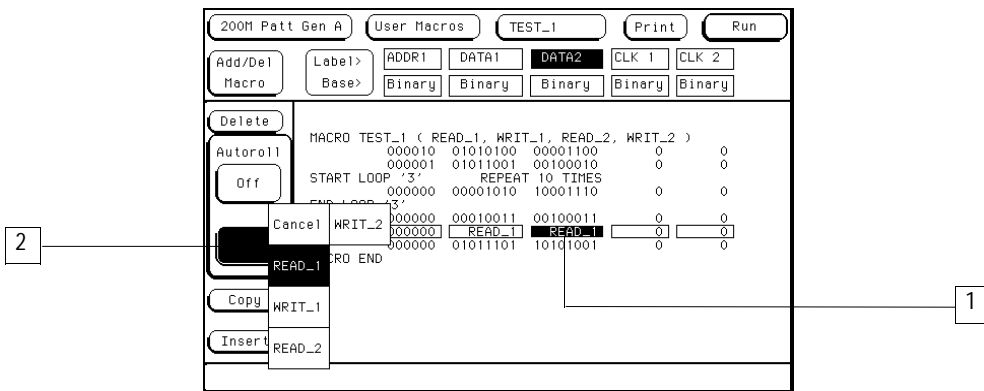 200M Patt Gen A User Macros TEST_1 Print Run
Add/Del Macro
Label> ADDR1 DATA1 DATA2 CLK 1 CLK 2
Base> Binary Binary Binary Binary Binary
Delete
Autoroll
Off
MACRO TEST_1 ( READ_1, WRIT_1, READ_2, WRIT_2 )
000010 01010100 00001100 0 0
000001 01011001 00100010 0 0
START LOOP '3' REPEAT 10 TIMES
000000 00001010 10001110 0 0
END LOOP '3'
000000 00010011 00100011 0 0
000000 READ_1 READ_1 0 0
000000 01011101 10101001 0 0
CRO END
Cancel WRIT_2
READ_1
WRIT_1
READ_2
Copy
Insert
2
1